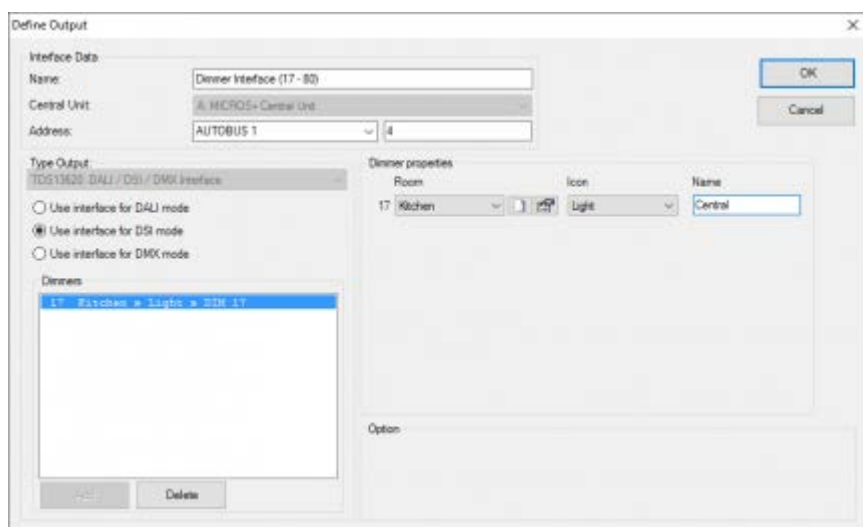 Define Output
Interface Data
Name:
Dimmer Interface (17 - 80)
OK
Central Unit:
A: MICROS+ Central Unit
Cancel
Address:
AUTOBUS 1
4
Type Output:
TDS13620: DALI / DSI / DMX Interface
Use interface for DALI mode
Use interface for DSI mode
Use interface for DMX mode
Dimmer properties
Room
Icon
Name
17 Kitchen
Light
Central
Dimmers
17 Kitchen » Light » DIM 17
Option
Delete